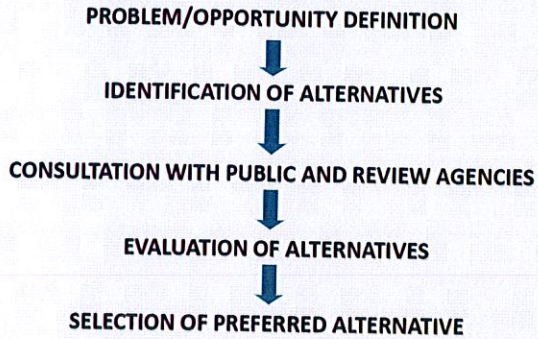 PROBLEM/OPPORTUNITY DEFINITION
IDENTIFICATION OF ALTERNATIVES
CONSULTATION WITH PUBLIC AND REVIEW AGENCIES
EVALUATION OF ALTERNATIVES
SELECTION OF PREFERRED ALTERNATIVE